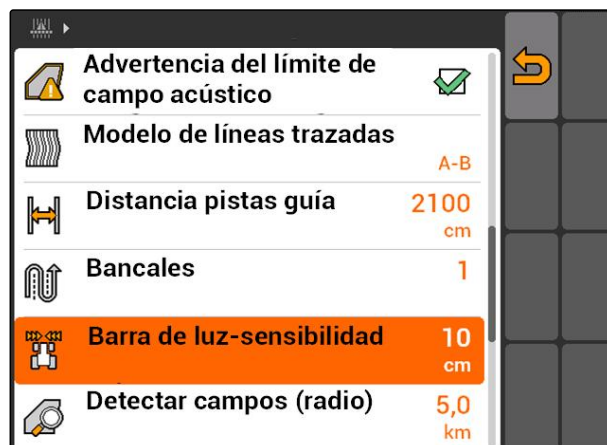 Advertencia del límite de
campo acústico
Modelo de líneas trazadas
A-B
Distancia pistas guía
2100
cm
Bancales
1
Barra de luz-sensibilidad
10
cm
Detectar campos (radio)
5,0
km